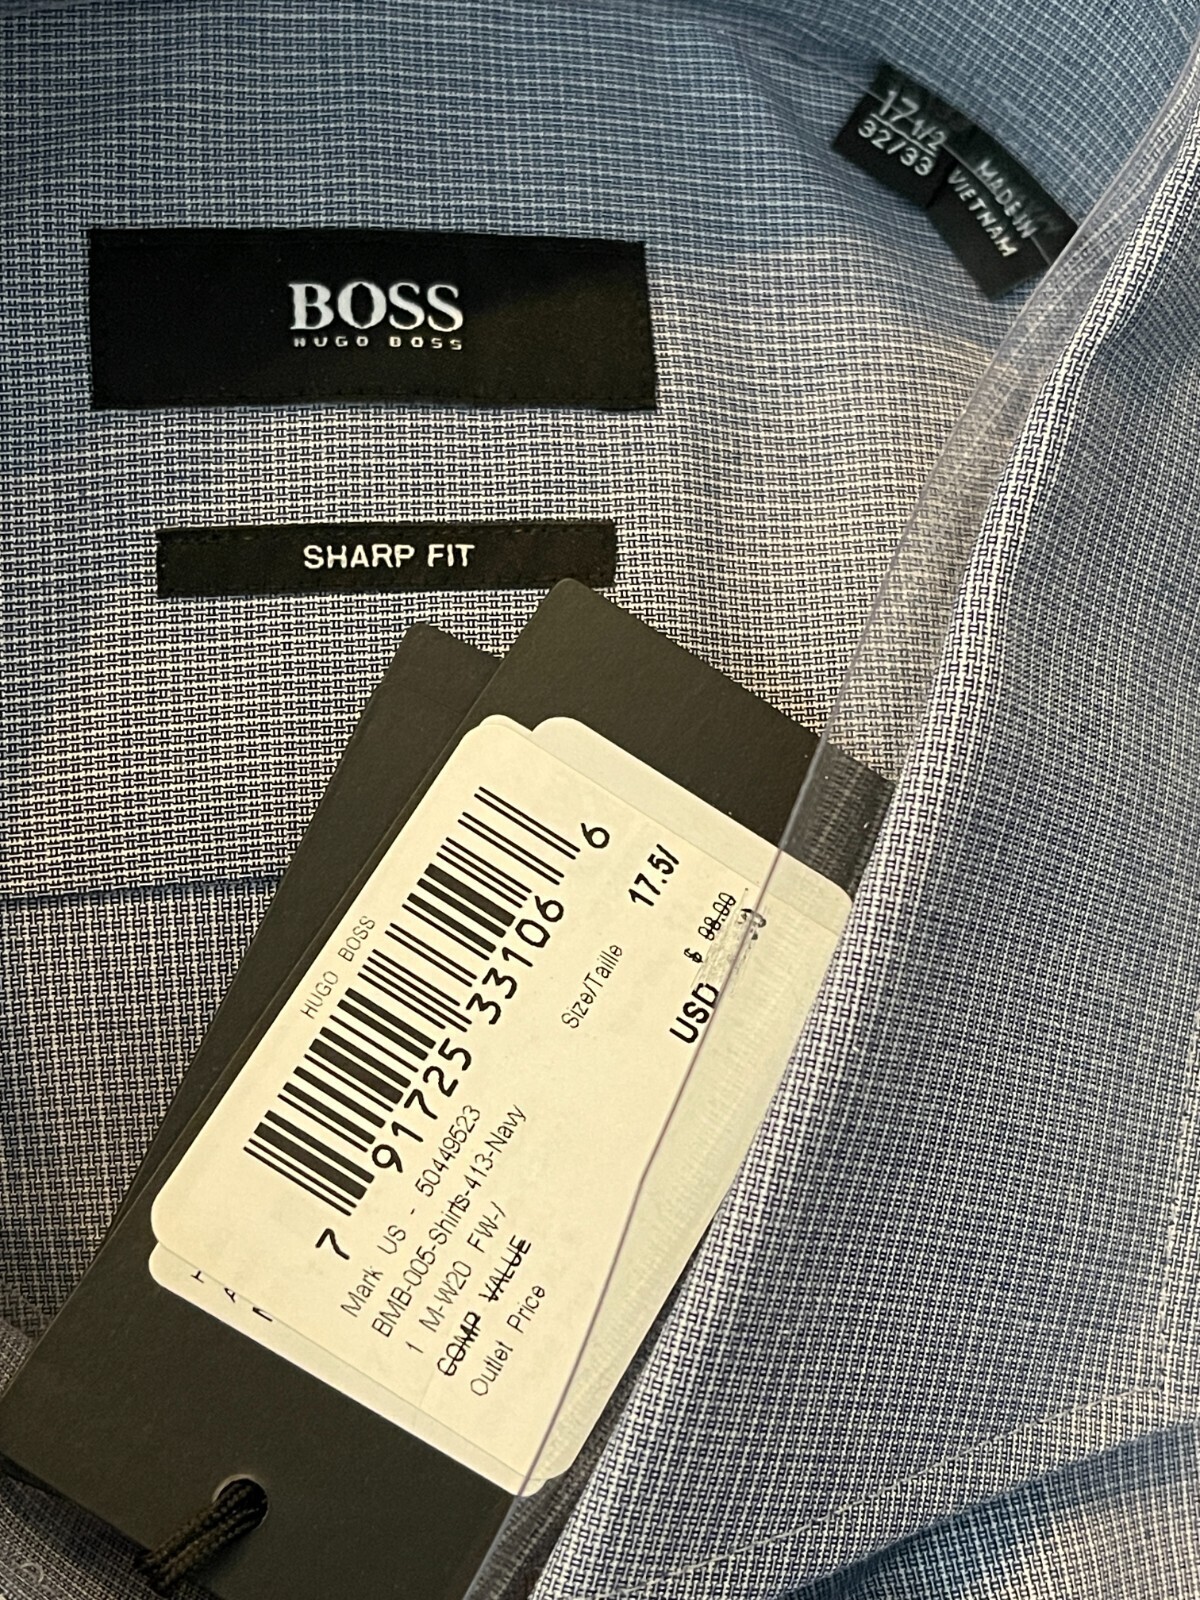 17 1/2
32/33
MADE IN
VIETNAM
BOSS
HUGO BOSS
SHARP FIT
HUGO BOSS
7 91725 33106 6
Mark US - 50449523
BMB-005-Shirts-413-Navy
1 M-W20 FW-/
COMP VALUE
Outlet Price
Size/Taille
17.5/
$ 98.00
USD